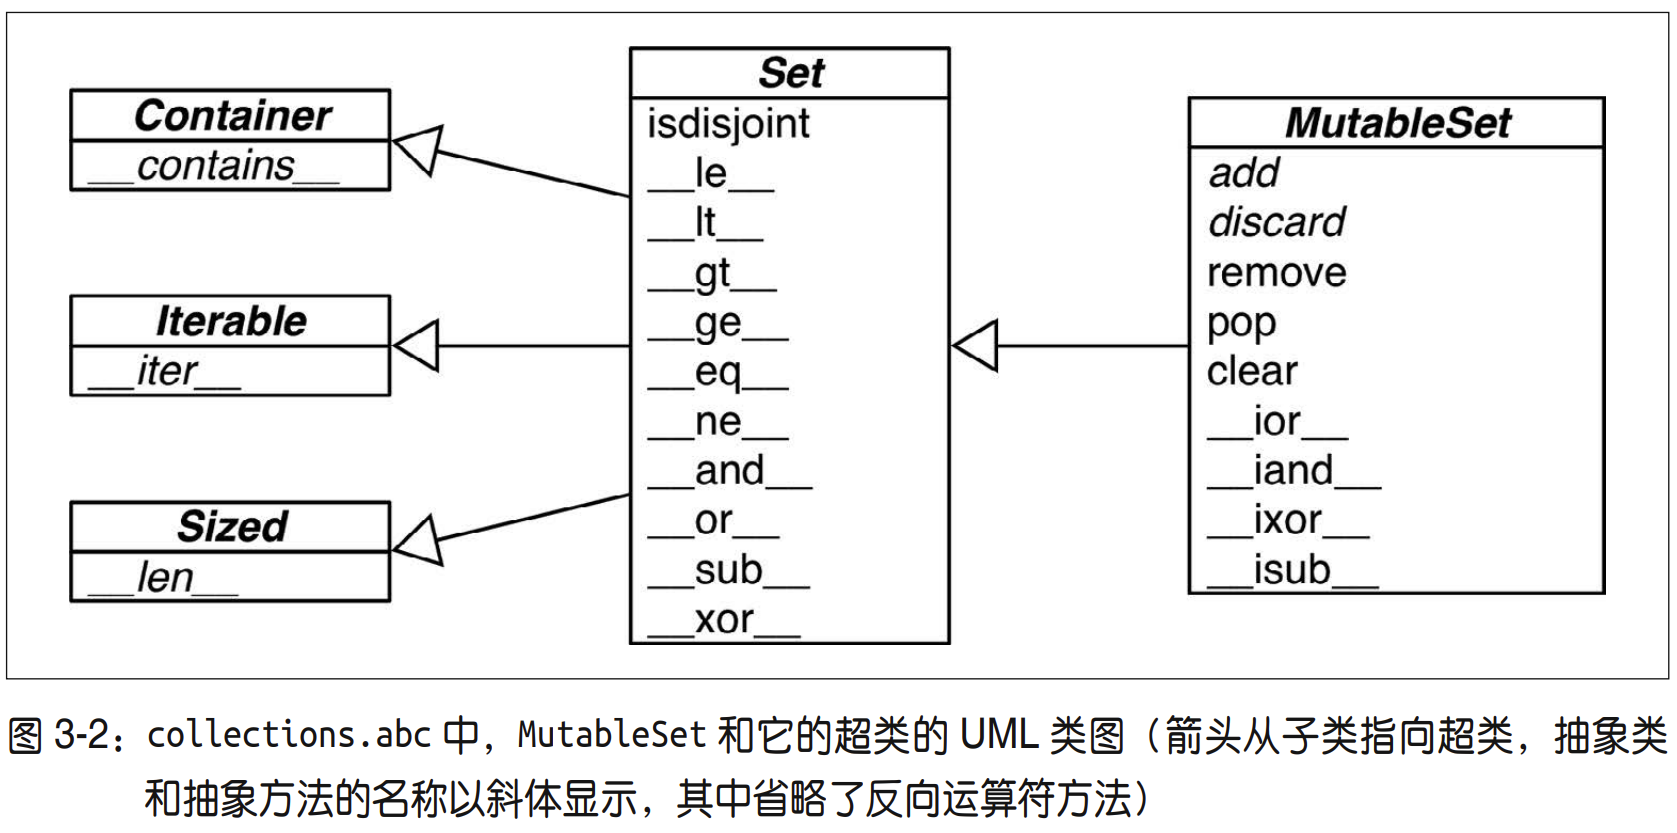 Container
__contains__
Iterable
__iter__
Sized
__len__
Set
isdisjoint
__le__
__lt__
__gt__
__ge__
__eq__
__ne__
__and__
__or__
__sub__
__xor__
MutableSet
add
discard
remove
pop
clear
__ior__
__iand__
__ixor__
__isub__
图 3-2：collections.abc 中，MutableSet 和它的超类的 UML 类图（箭头从子类指向超类，抽象类
和抽象方法的名称以斜体显示，其中省略了反向运算符方法）